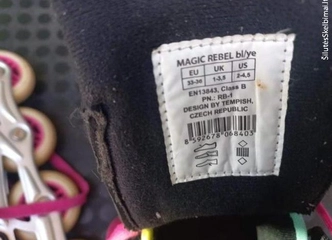 MAGIC REBEL bl/ye
EU UK US
33-36 1-3,5 2-4,5
EN13843, Class B
PN.: RB-1
DESIGN BY TEMPISH,
CZECH REPUBLIC
8 592678 068403
SilutesSkelbimai.lt